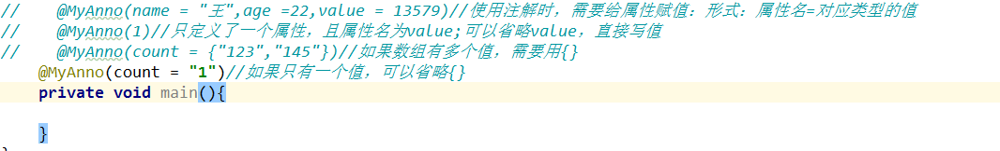 //    @MyAnno(name = "王",age =22,value = 13579)//使用注解时，需要给属性赋值：形式：属性名=对应类型的值
//    @MyAnno(1)//只定义了一个属性，且属性名为value;可以省略value，直接写值
//    @MyAnno(count = {"123","145"})//如果数组有多个值，需要用{}
@MyAnno(count = "1")//如果只有一个值，可以省略{}
private void main(){
}